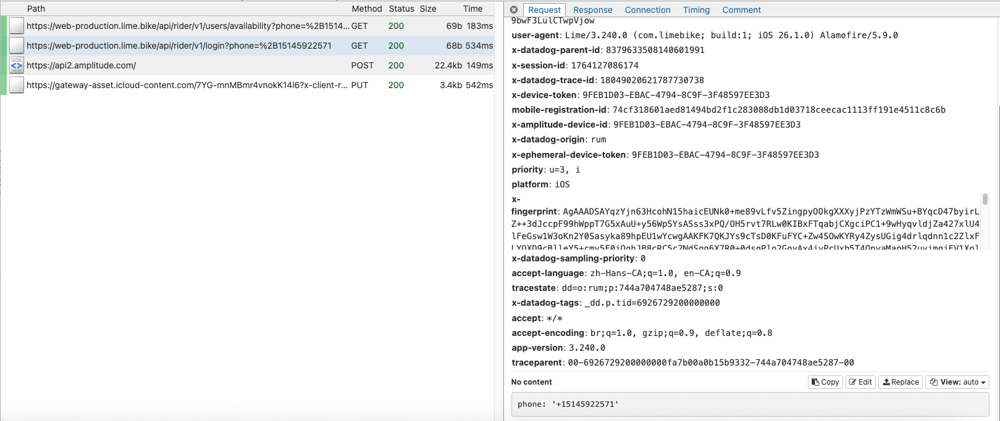 Path Method Status Size Time
https://web-production.lime.bike/api/rider/v1/users/availability?phone=%2B1514... GET 200 69b 183ms
https://web-production.lime.bike/api/rider/v1/login?phone=%2B15145922571 GET 200 68b 534ms
https://api2.amplitude.com/ POST 200 22.4kb 149ms
https://gateway-asset.icloud-content.com/7YG-mnMBmr4vnokK14l6?x-client-r... PUT 200 3.4kb 542ms
Request Response Connection Timing Comment
9bwF3LulCTwpVjow
user-agent: Lime/3.240.0 (com.limebike; build:1; iOS 26.1.0) Alamofire/5.9.0
x-datadog-parent-id: 8379633508140601991
x-session-id: 1764127086174
x-datadog-trace-id: 18049020621787730738
x-device-token: 9FEB1D03-EBAC-4794-8C9F-3F48597EE3D3
mobile-registration-id: 74cf318601aed81494bd2f1c283088db1d03718ceecac1113ff191e4511c8c6b
x-amplitude-device-id: 9FEB1D03-EBAC-4794-8C9F-3F48597EE3D3
x-datadog-origin: rum
x-ephemeral-device-token: 9FEB1D03-EBAC-4794-8C9F-3F48597EE3D3
priority: u=3, i
platform: iOS
x-
fingerprint: AgAAADSAYqzYjn63HcohN15haicEUNk0+me89vLfv5ZingpyOOkgXXXyjPzYTzWmWSu+BYqcD47byirL
Z++3dJccpF99hWppT7G5xAuU+y56WpSYsASss3xPQ/OH5rvt7RLw0KIBxFTqabjCXgciPC1+9wHyqvldjZa427xlU4
lFeGsw1W3oKn2Y0Sasyka89hpEU1wYcwgAAKFK7QKJYs9cTsD0KFuFYC+Zw4SOwKYRy4ZysUGig4drlqdnn1c2ZlxF
x-datadog-sampling-priority: 0
accept-language: zh-Hans-CA;q=1.0, en-CA;q=0.9
tracestate: dd=o:rum;p:744a704748ae5287;s:0
x-datadog-tags: _dd.p.tid=6926729200000000
accept: */*
accept-encoding: br;q=1.0, gzip;q=0.9, deflate;q=0.8
app-version: 3.240.0
traceparent: 00-6926729200000000fa7b00a0b15b9332-744a704748ae5287-00
No content Copy Edit Replace View: auto
phone: '+15145922571'